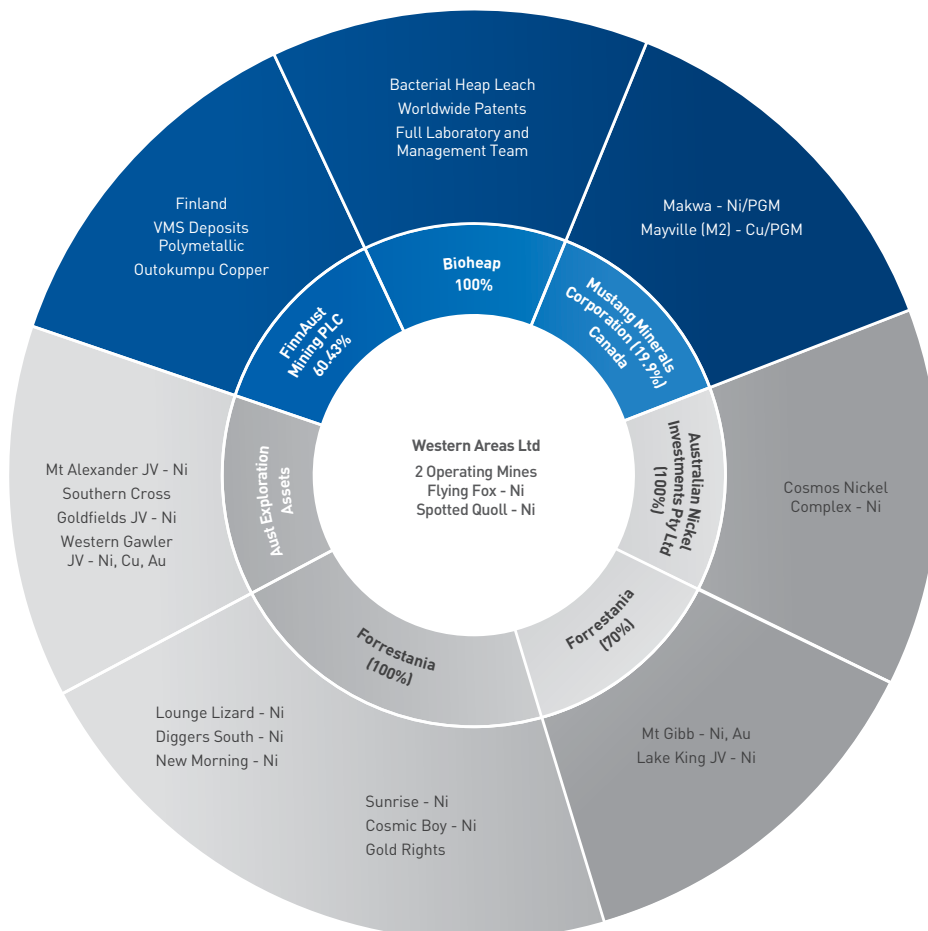 Bacterial Heap Leach
Worldwide Patents
Full Laboratory and
Management Team
Bioheap
100%
Makwa - Ni/PGM
Mayville (M2) - Cu/PGM
Mustang Minerals
Corporation (19.9%)
Canada
Cosmos Nickel
Complex - Ni
Australian Nickel
Investments Pty Ltd
(100%)
Mt Gibb - Ni, Au
Lake King JV - Ni
Forrestania
(70%)
Lounge Lizard - Ni
Diggers South - Ni
New Morning - Ni
Sunrise - Ni
Cosmic Boy - Ni
Gold Rights
Forrestania
(100%)
Mt Alexander JV - Ni
Southern Cross
Goldfields JV - Ni
Western Gawler
JV - Ni, Cu, Au
Aust Exploration
Assets
Finland
VMS Deposits
Polymetallic
Outokumpu Copper
FinnAust
Mining PLC
60.43%
Western Areas Ltd
2 Operating Mines
Flying Fox - Ni
Spotted Quoll - Ni